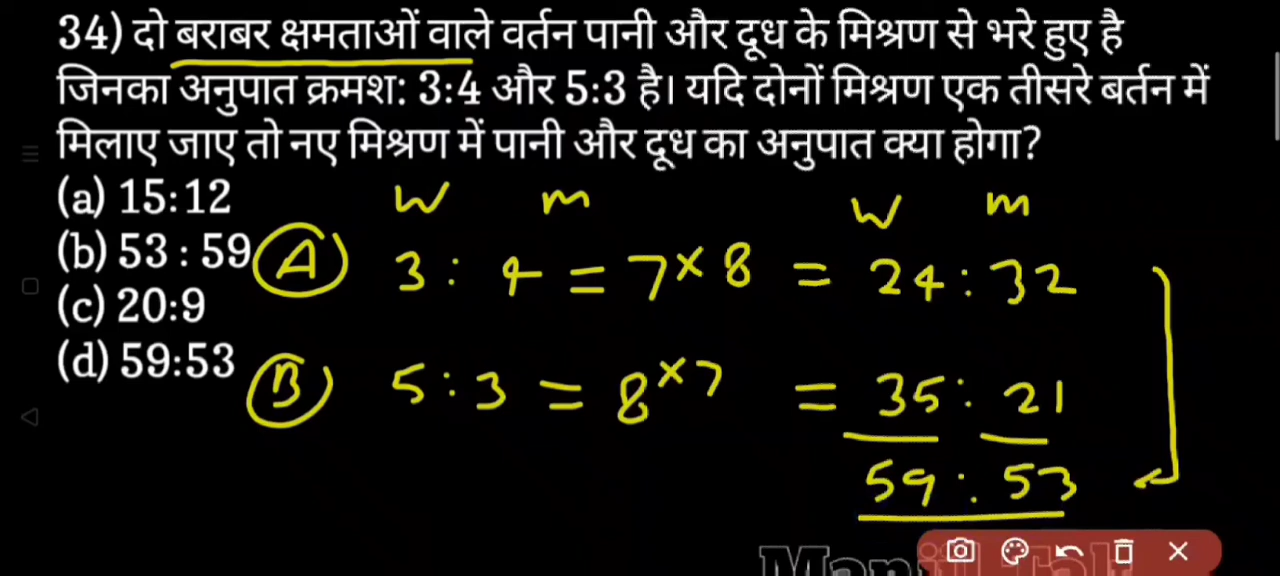 34) दो बराबर क्षमताओं वाले वर्तन पानी और दूध के मिश्रण से भरे हुए है
जिनका अनुपात क्रमश: 3:4 और 5:3 है। यदि दोनों मिश्रण एक तीसरे बर्तन में
मिलाए जाए तो नए मिश्रण में पानी और दूध का अनुपात क्या होगा?
(a) 15:12
(b) 53 : 59
(c) 20:9
(d) 59:53
W m W m
A 3 : 4 = 7 × 8 = 24 : 32
B 5 : 3 = 8 × 7 = 35 : 21
59 : 53